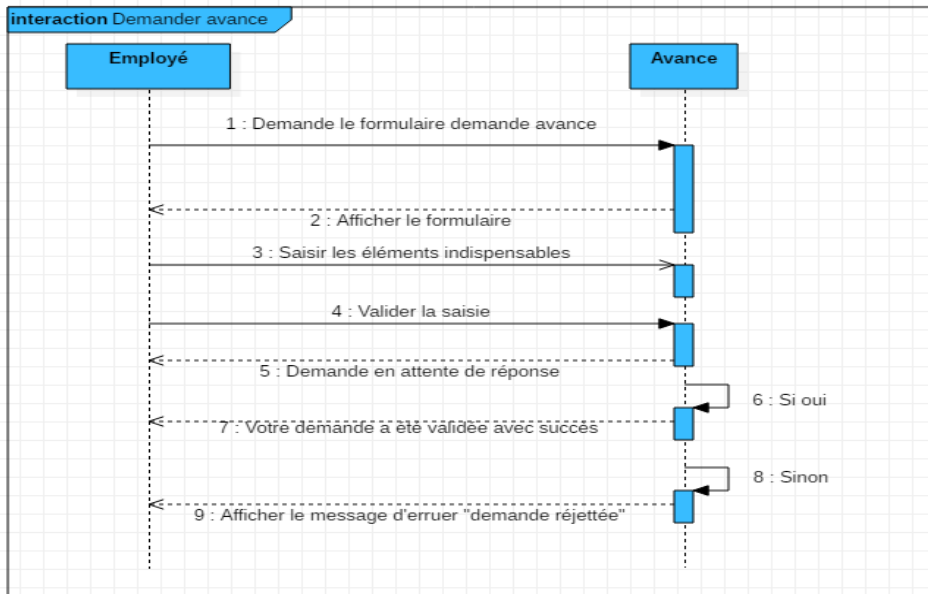 interaction Demander avance
Employé
Avance
1 : Demande le formulaire demande avance
2 : Afficher le formulaire
3 : Saisir les éléments indispensables
4 : Valider la saisie
5 : Demande en attente de réponse
6 : Si oui
7 : Votre demande a été validée avec succès
8 : Sinon
9 : Afficher le message d'erruer "demande réjettée"